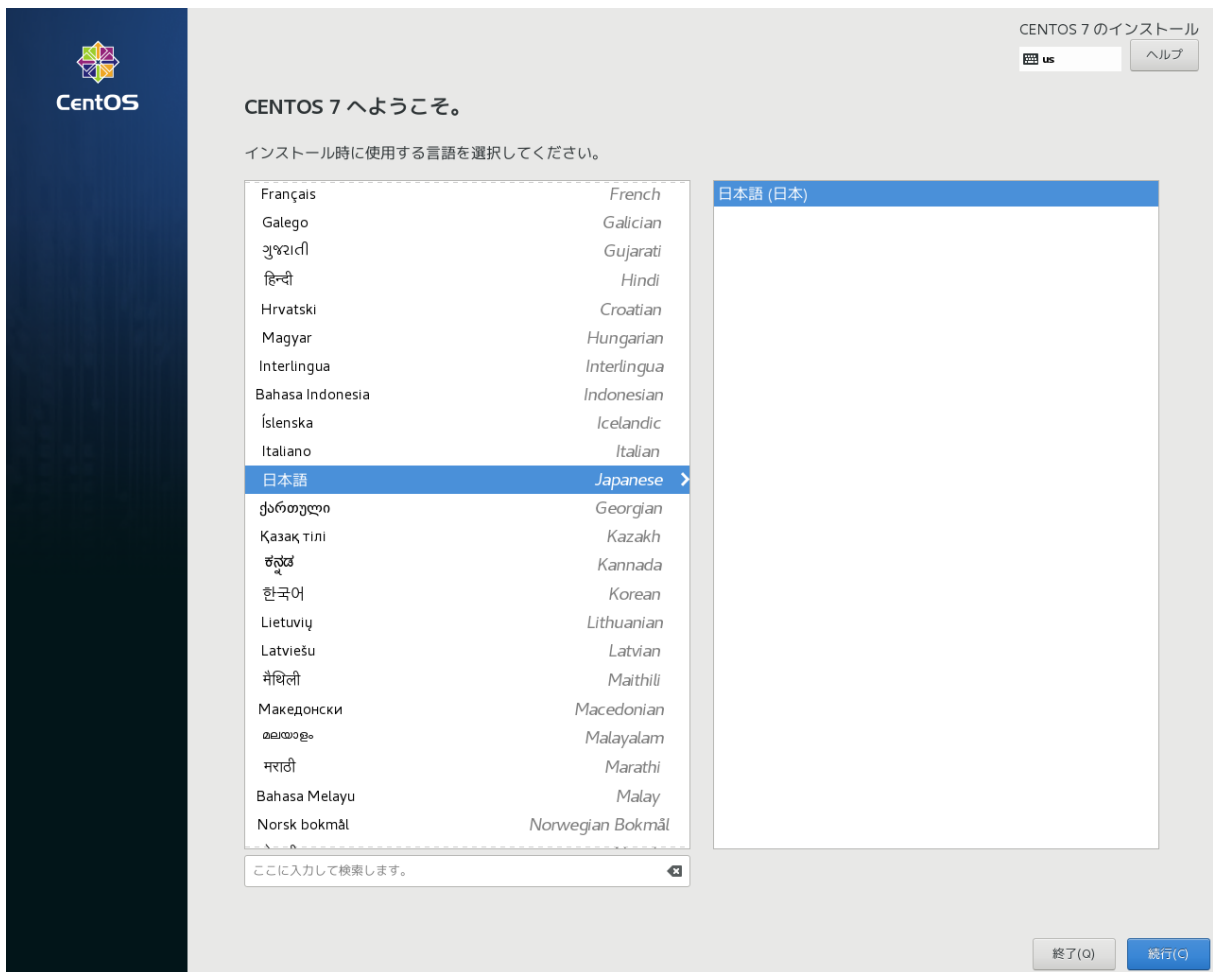 CentOS
CENTOS 7 のインストール
us
ヘルプ
CENTOS 7 へようこそ。
インストール時に使用する言語を選択してください。
Français French
Galego Galician
ગુજરાતી Gujarati
हिन्दी Hindi
Hrvatski Croatian
Magyar Hungarian
Interlingua Interlingua
Bahasa Indonesia Indonesian
Íslenska Icelandic
Italiano Italian
日本語 Japanese
ქართული Georgian
Қазақ тілі Kazakh
ಕನ್ನಡ Kannada
한국어 Korean
Lietuvių Lithuanian
Latviešu Latvian
मैथिली Maithili
Македонски Macedonian
മലയാളം Malayalam
मराठी Marathi
Bahasa Melayu Malay
Norsk bokmål Norwegian Bokmål
日本語 (日本)
ここに入力して検索します。
終了(Q)
続行(C)